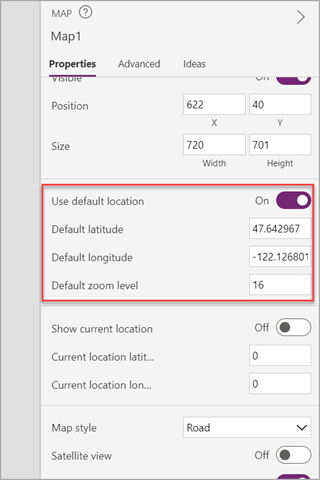 MAP ?
Map1
Properties Advanced Ideas
Visible On
Position 622 40
X Y
Size 720 701
Width Height
Use default location On
Default latitude 47.642967
Default longitude -122.126801
Default zoom level 16
Show current location Off
Current location latit... 0
Current location lon... 0
Map style Road
Satellite view Off